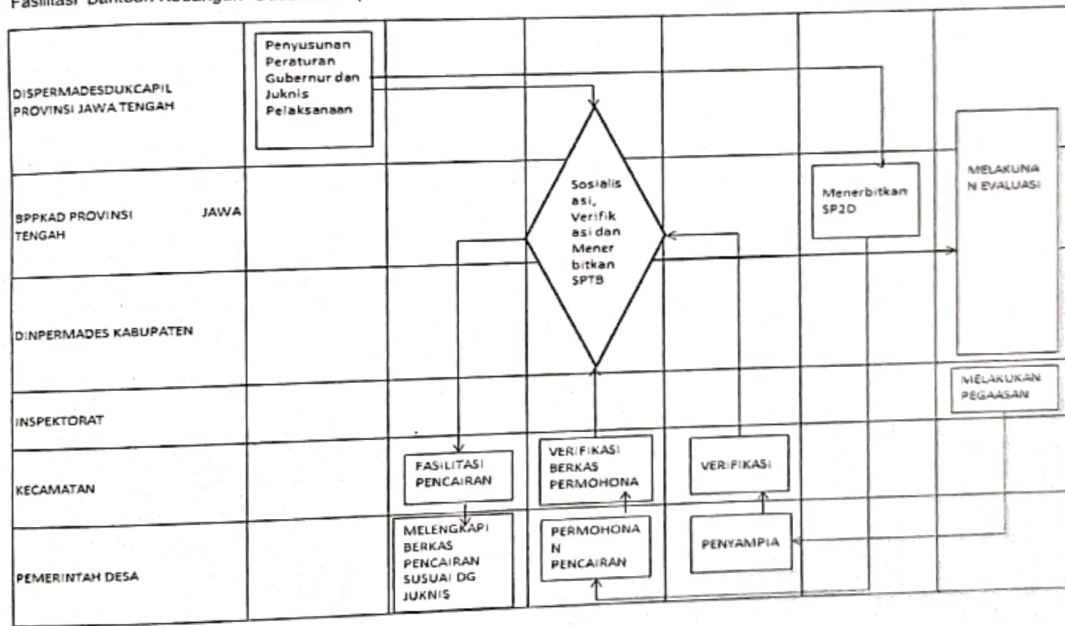 Fasilitasi Bantuan Keuangan
DISPERMADESDUKCAPIL
PROVINSI JAWA TENGAH
Penyusunan
Peraturan
Gubernur dan
Juknis
Pelaksanaan
BPPKAD PROVINSI JAWA
TENGAH
Sosialis
asi,
Verifik
asi dan
Mener
bitkan
SPTB
Menerbitkan
SP2D
MELAKUNA
N EVALUASI
DINPERMADES KABUPATEN
INSPEKTORAT
MELAKUKAN
PEGAASAN
KECAMATAN
FASILITASI
PENCAIRAN
VERIFIKASI
BERKAS
PERMOHONA
VERIFIKASI
PEMERINTAH DESA
MELENGKAPI
BERKAS
PENCAIRAN
SUSUAI DG
JUKNIS
PERMOHONA
N
PENCAIRAN
PENYAMPIA